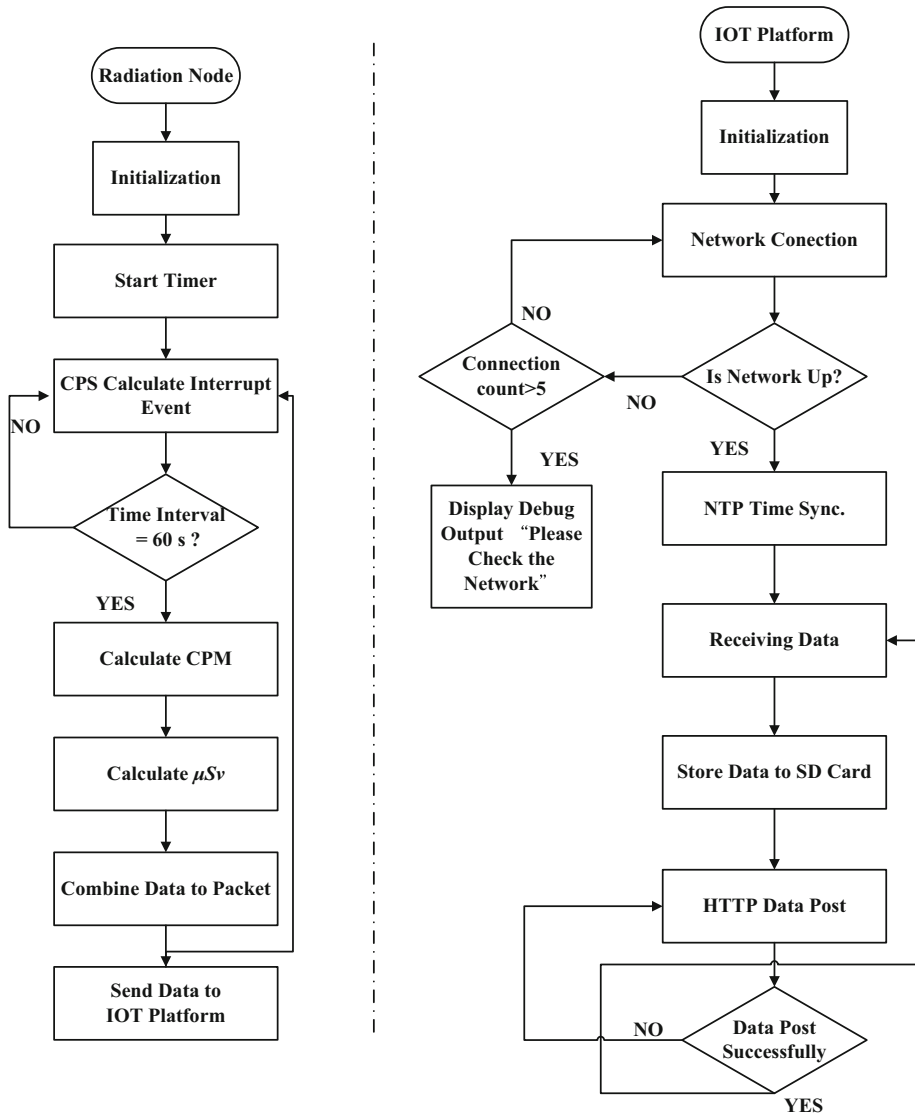 Radiation Node
Initialization
Start Timer
CPS Calculate Interrupt
Event
NO
Time Interval
= 60 s ?
YES
Calculate CPM
Calculate μSv
Combine Data to Packet
Send Data to
IOT Platform
IOT Platform
Initialization
Network Conection
NO
Connection
count>5
Is Network Up?
NO
YES
YES
Display Debug
Output “Please
Check the
Network”
NTP Time Sync.
Receiving Data
Store Data to SD Card
HTTP Data Post
NO
Data Post
Successfully
YES